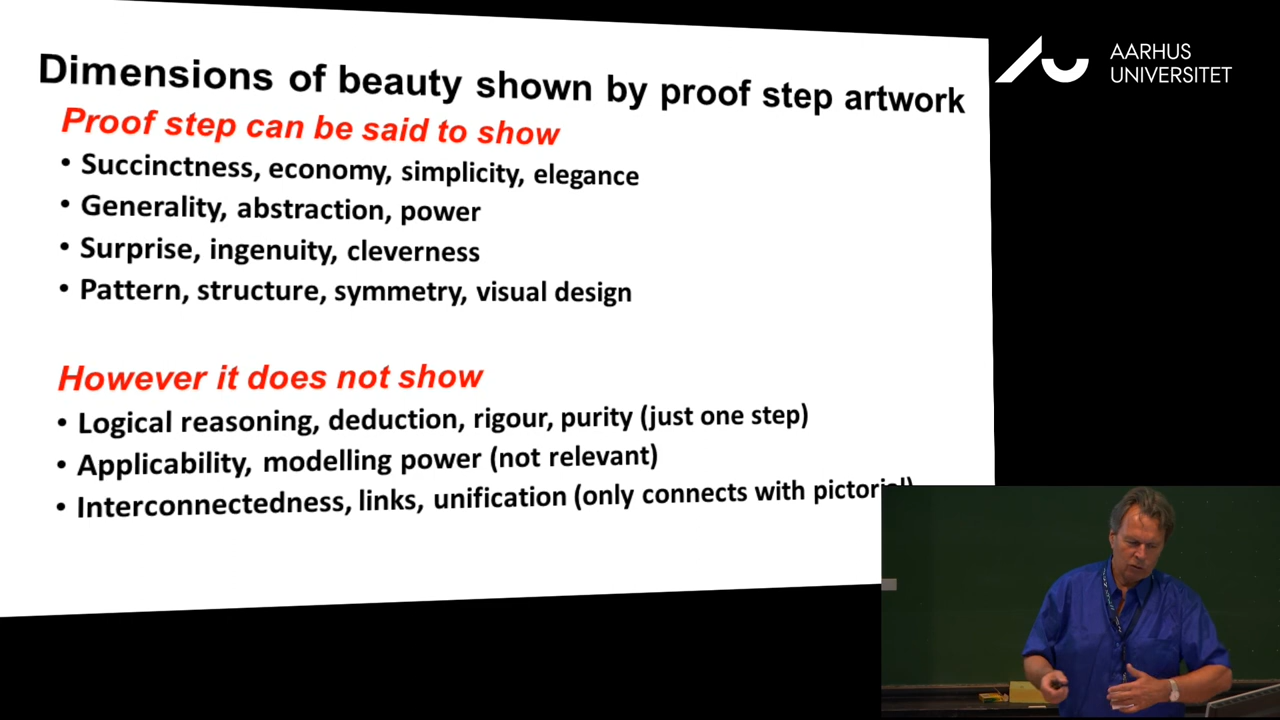 Dimensions of beauty shown by proof step artwork
Proof step can be said to show
• Succinctness, economy, simplicity, elegance
• Generality, abstraction, power
• Surprise, ingenuity, cleverness
• Pattern, structure, symmetry, visual design
However it does not show
• Logical reasoning, deduction, rigour, purity (just one step)
• Applicability, modelling power (not relevant)
• Interconnectedness, links, unification (only connects with
AARHUS
UNIVERSITET